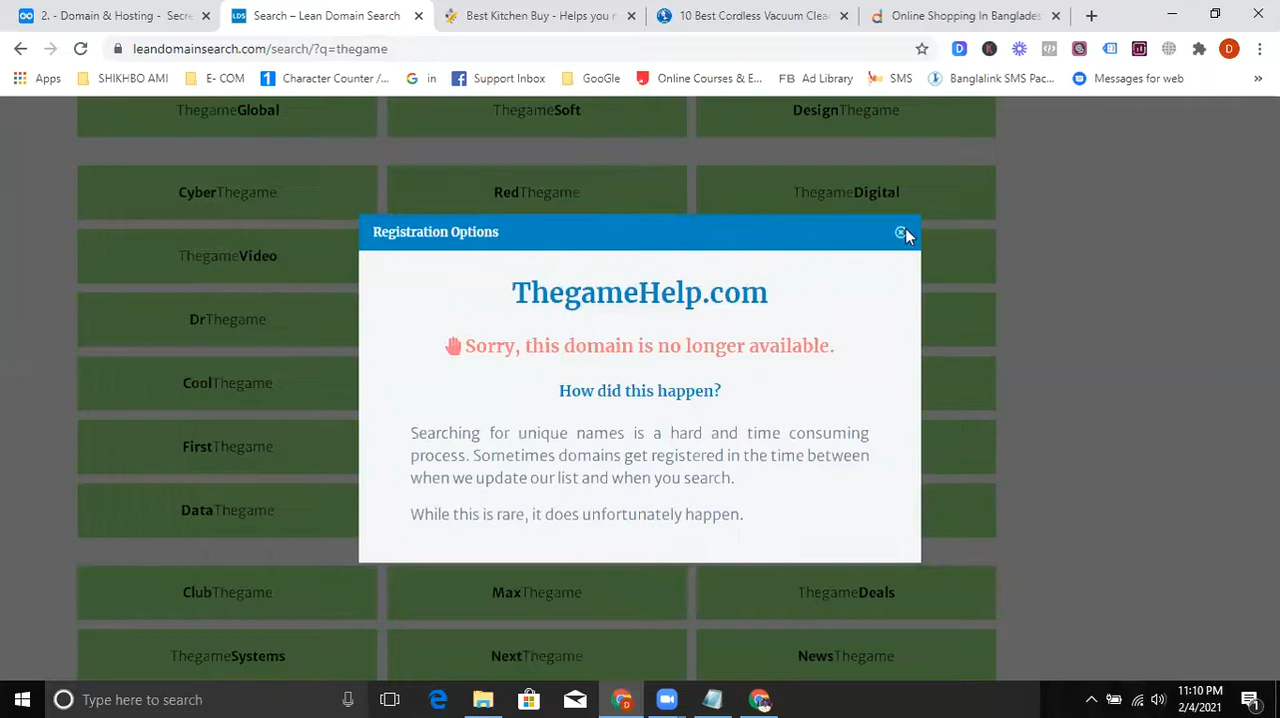 2. - Domain & Hosting - Secre
Search – Lean Domain Search
Best Kitchen Buy - Helps you r
10 Best Cordless Vacuum Clea
Online Shopping In Banglades
leandomainsearch.com/search/?q=thegame
Apps
SHIKHBO AMI
E- COM
Character Counter /...
in
Support Inbox
GooGle
Online Courses & E...
FB Ad Library
SMS
Banglalink SMS Pac...
Messages for web
ThegameGlobal
ThegameSoft
DesignThegame
CyberThegame
RedThegame
ThegameDigital
Registration Options
ThegameVideo
ThegameHelp.com
DrThegame
Sorry, this domain is no longer available.
CoolThegame
How did this happen?
FirstThegame
Searching for unique names is a hard and time consuming
process. Sometimes domains get registered in the time between
when we update our list and when you search.
DataThegame
While this is rare, it does unfortunately happen.
ClubThegame
MaxThegame
ThegameDeals
ThegameSystems
NextThegame
NewsThegame
Type here to search
11:10 PM
2/4/2021